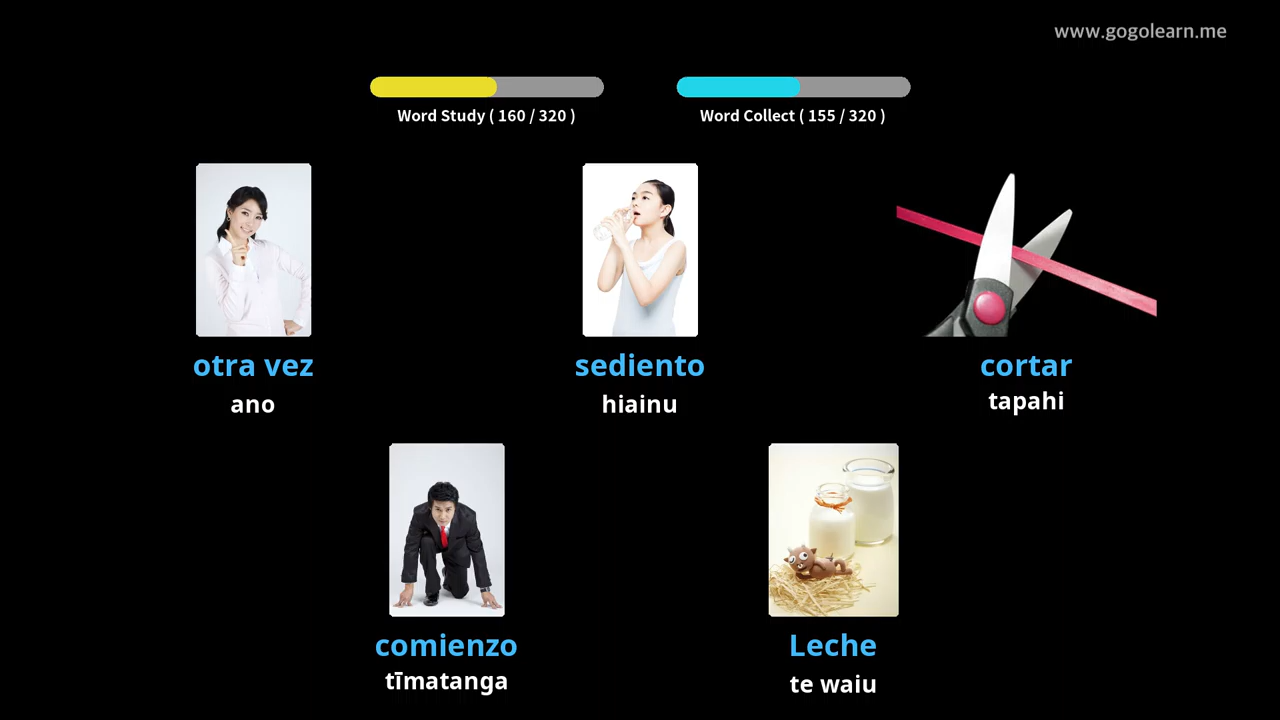 www.gogolearn.me
Word Study ( 160 / 320 )
Word Collect ( 155 / 320 )
otra vez
ano
sediento
hiainu
cortar
tapahi
comienzo
tīmatanga
Leche
te waiu